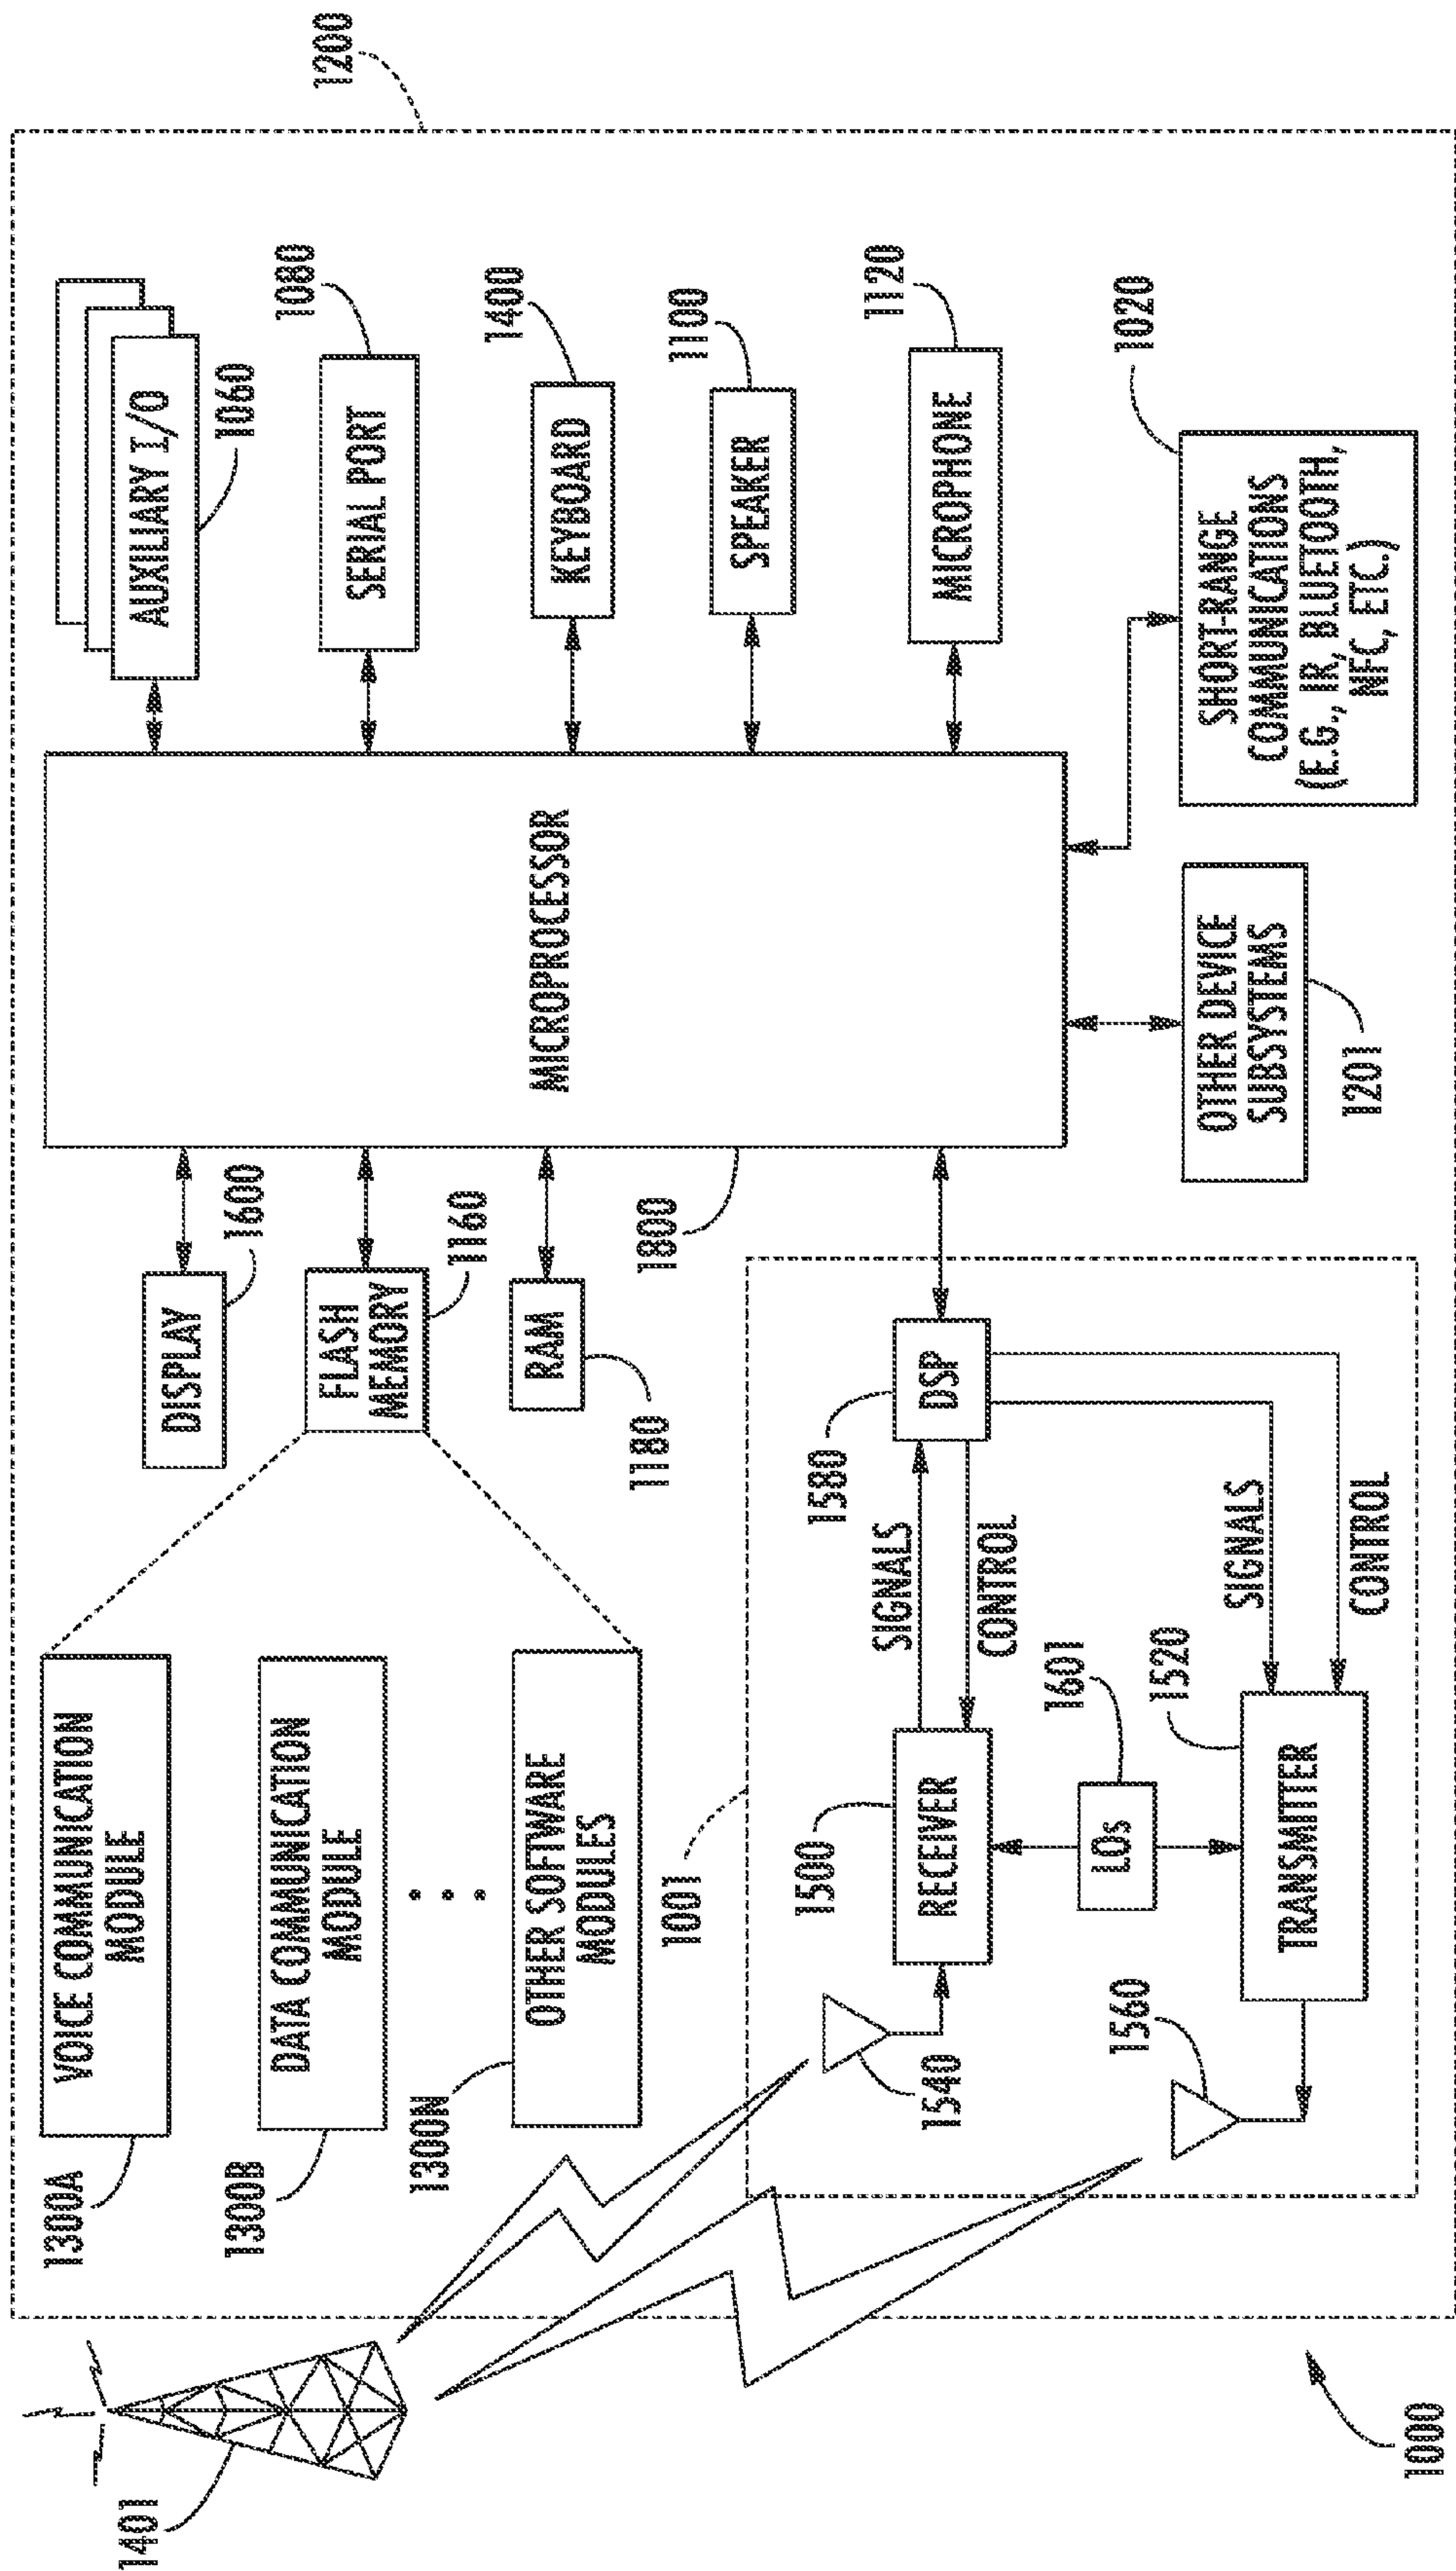 1401
1300A
VOICE COMMUNICATION
MODULE
1300B
DATA COMMUNICATION
MODULE
1300N
OTHER SOFTWARE
MODULES
DISPLAY
1600
FLASH
MEMORY
1160
RAM
1180
1800
MICROPROCESSOR
AUXILIARY I/O
1060
SERIAL PORT
1080
KEYBOARD
1400
SPEAKER
1100
MICROPHONE
1120
1200
1001
1540
1500
RECEIVER
SIGNALS
CONTROL
1580
DSP
LOs
1601
1560
TRANSMITTER
1520
SIGNALS
CONTROL
OTHER DEVICE
SUBSYSTEMS
1201
SHORT-RANGE
COMMUNICATIONS
(E.G., IR, BLUETOOTH,
NFC, ETC.)
1020
1000